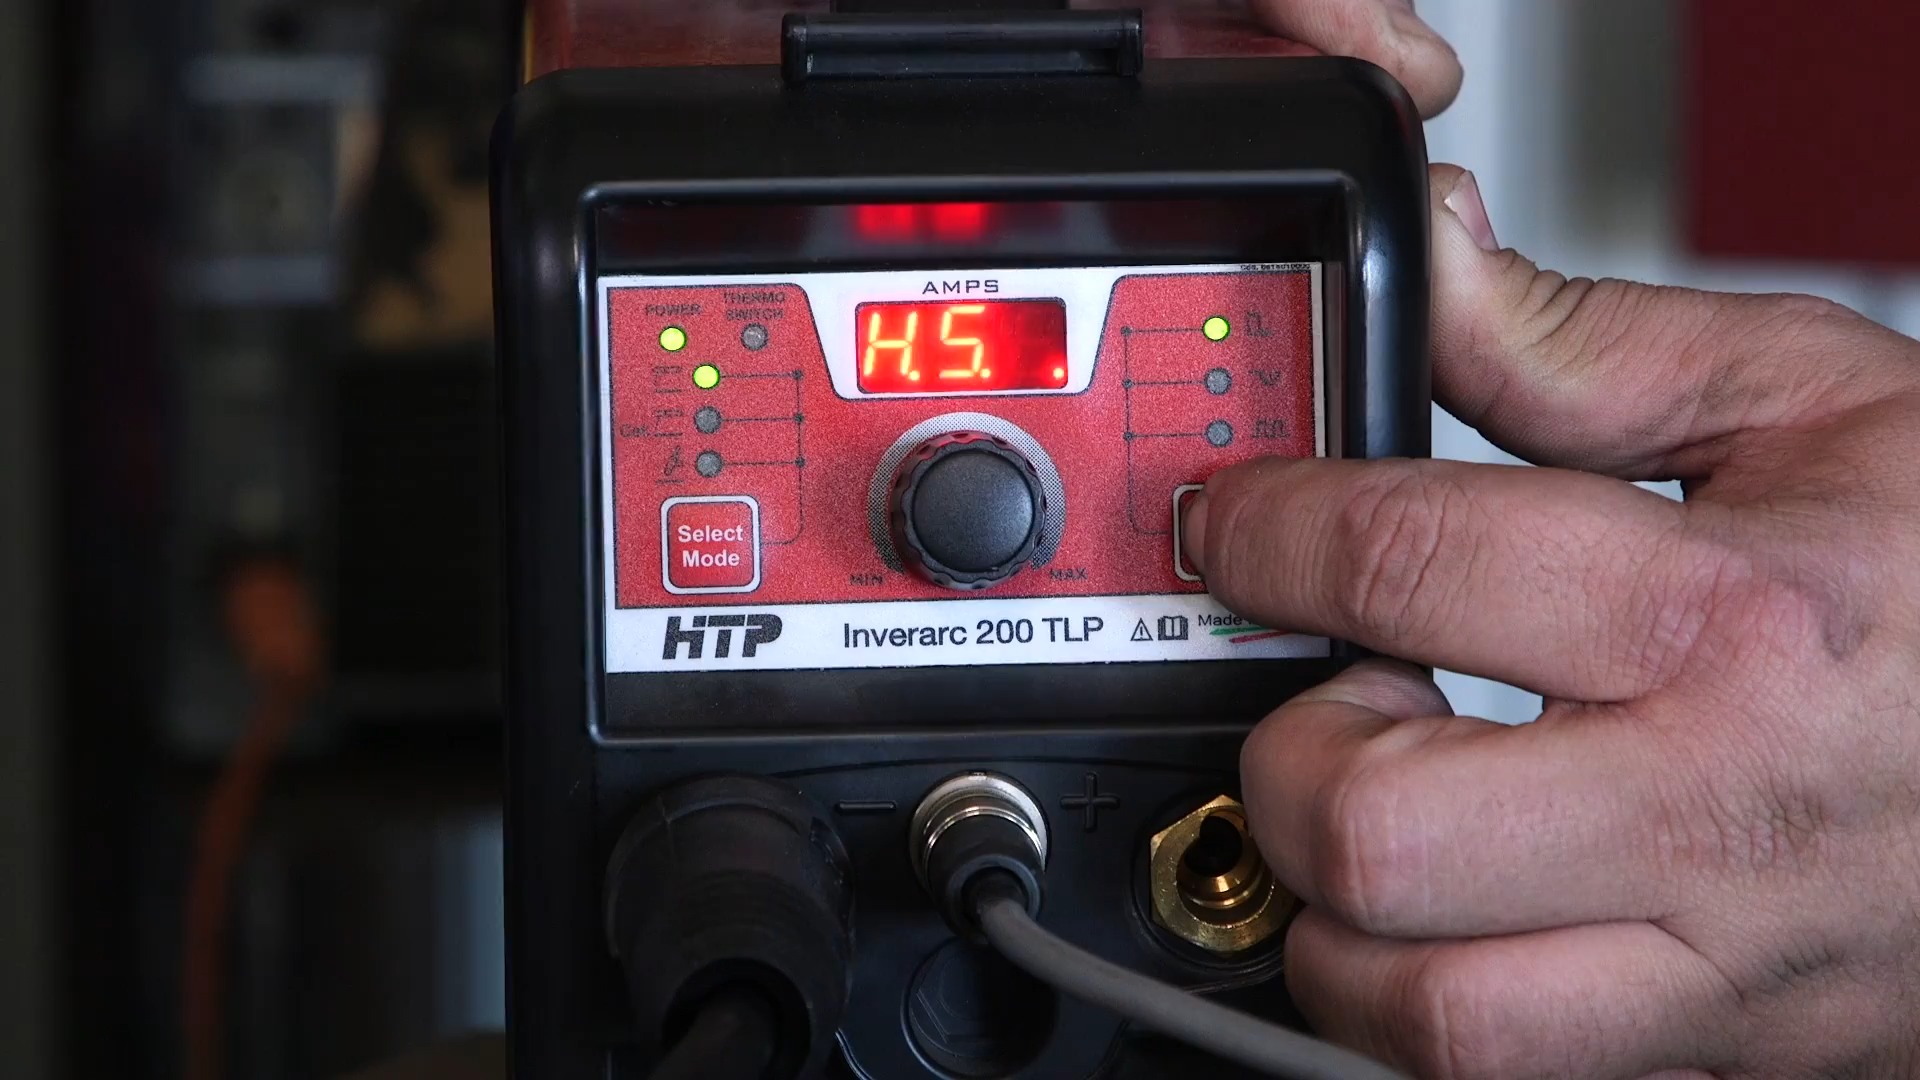 AMPS
POWER
THERMO
SWITCH
H.S. .
Select
Mode
MIN
MAX
HTP
Inverarc 200 TLP
Made